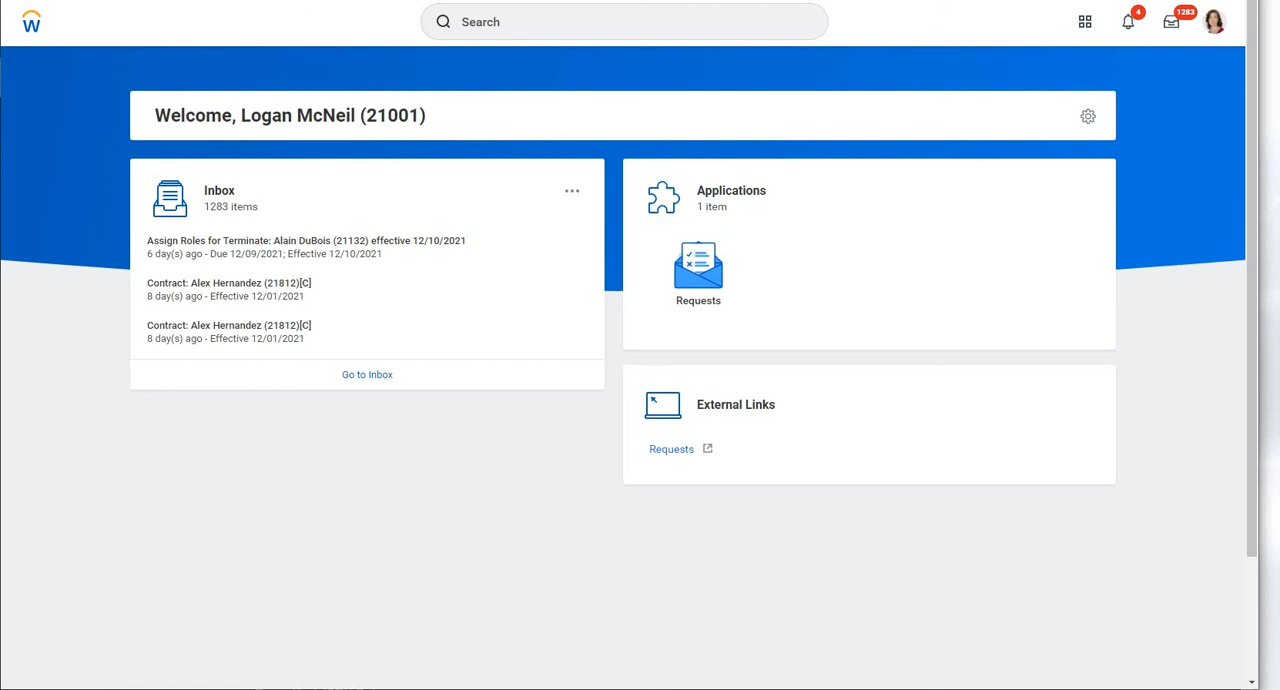 W
Search
4
1283
Welcome, Logan McNeil (21001)
Inbox
1283 items
Assign Roles for Terminate: Alain DuBois (21132) effective 12/10/2021
6 day(s) ago - Due 12/09/2021; Effective 12/10/2021
Contract: Alex Hernandez (21812)[C]
8 day(s) ago - Effective 12/01/2021
Contract: Alex Hernandez (21812)[C]
8 day(s) ago - Effective 12/01/2021
Go to Inbox
Applications
1 item
Requests
External Links
Requests